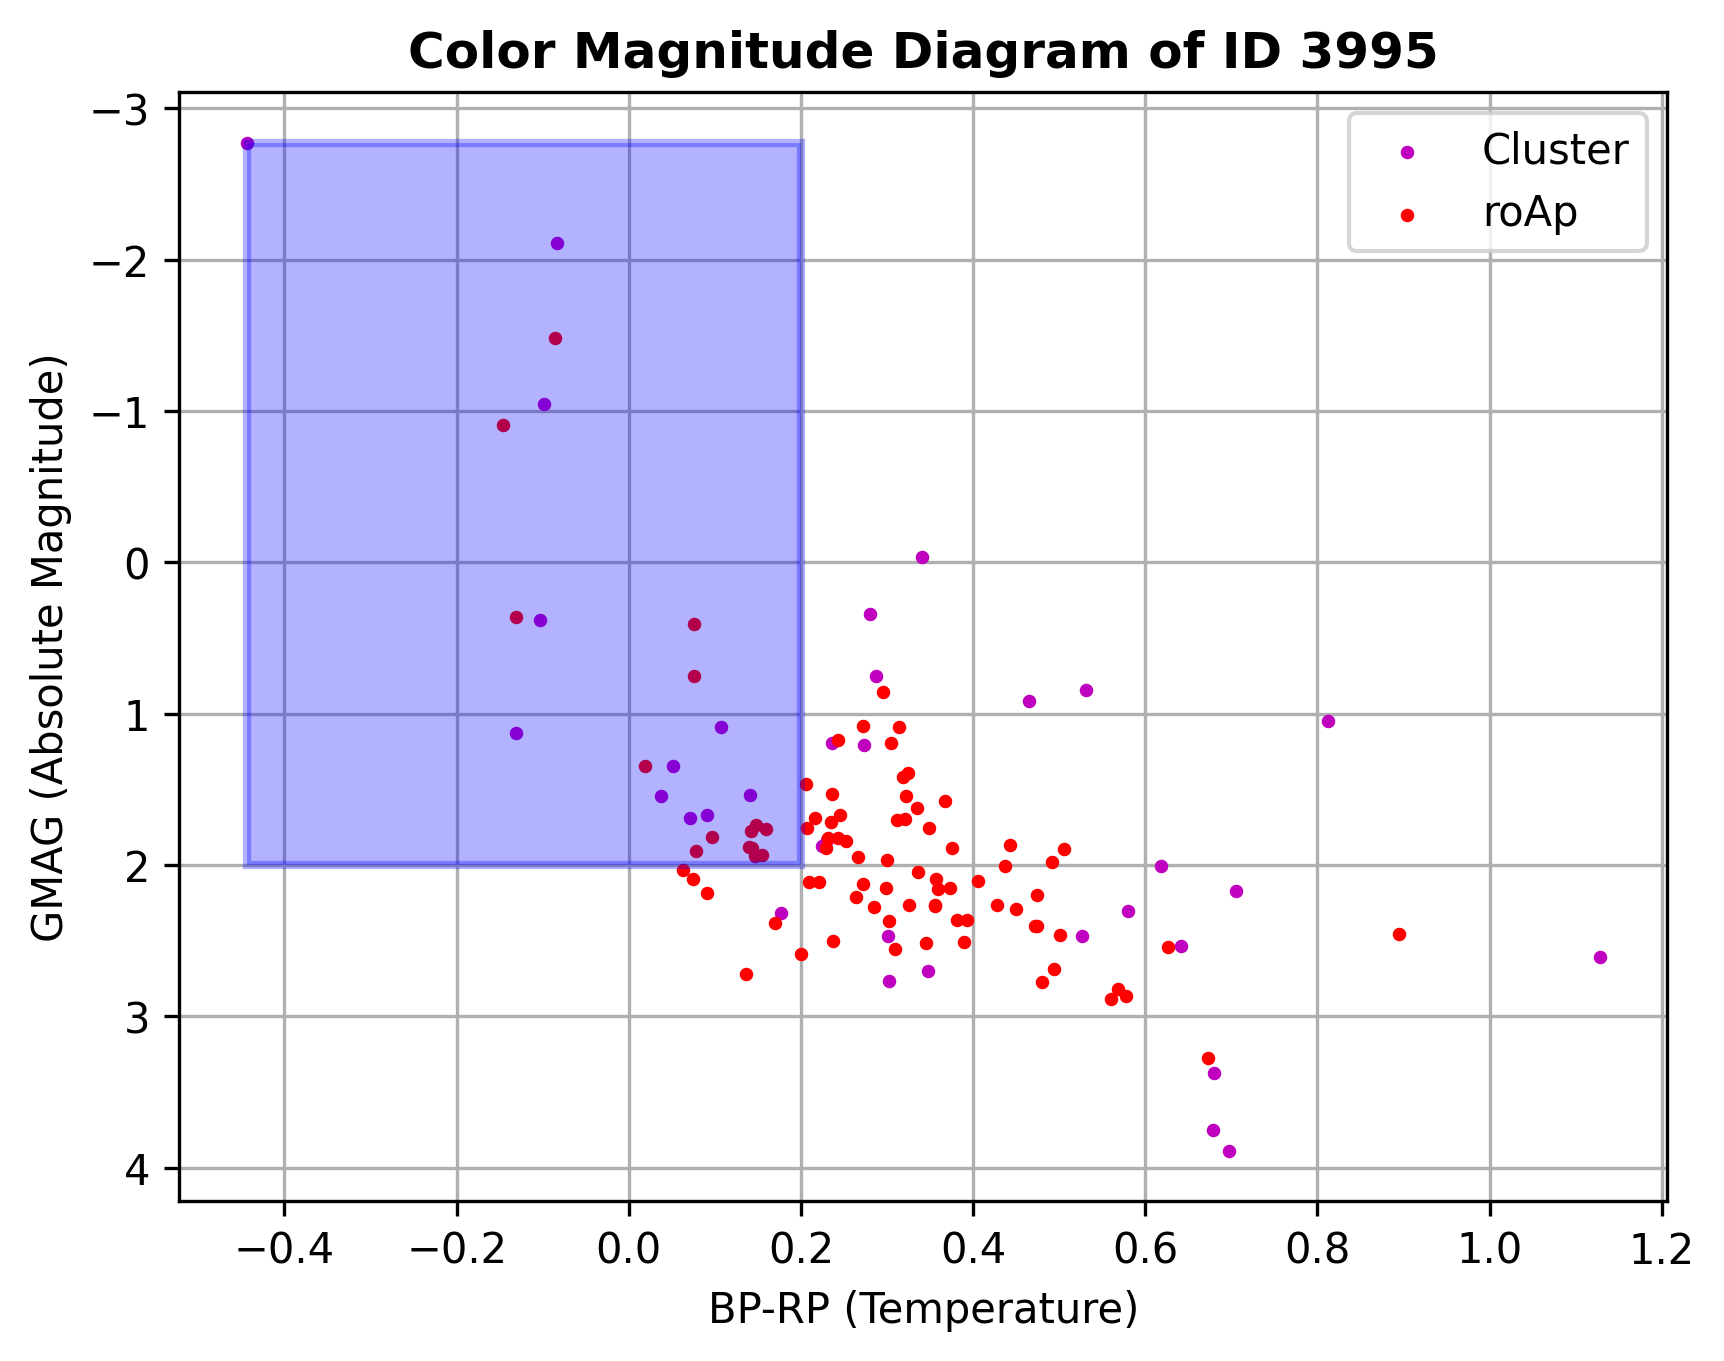 Color Magnitude Diagram of ID 3995
Cluster
roAp
GMAG (Absolute Magnitude)
−3
−2
−1
0
1
2
3
4
−0.4 −0.2 0.0 0.2 0.4 0.6 0.8 1.0 1.2
BP-RP (Temperature)